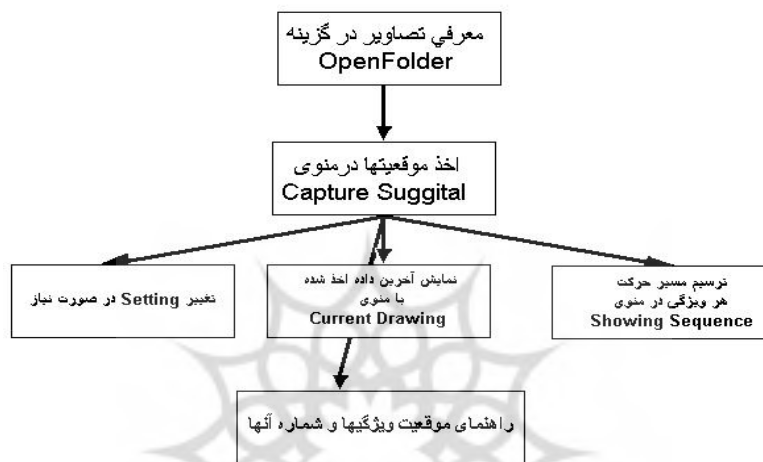 معرفي تصاوير در گزينه
OpenFolder
اخذ موقعيتها درمنوی
Capture Suggital
ترسيم مسير حرکت
هر ويژگی در منوی
Showing Sequence
نمايش آخرين داده اخذ شده
با منوی
Current Drawing
تغيير Setting در صورت نياز
راهنمای موقعيت ويژگيها و شماره آنها